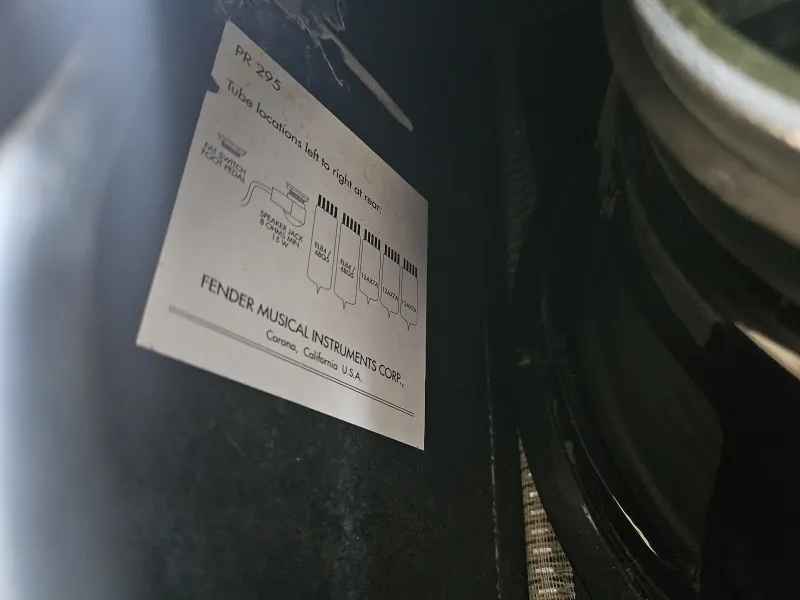 PR 295
Tube locations left to right at rear:
FAT SWITCH
FOOT PEDAL
SPEAKER JACK
8 OHMS MIN.
15 W
EL84 /
6BQ5
EL84 /
6BQ5
12AX7A
12AX7A
12AX7A
FENDER MUSICAL INSTRUMENTS CORP.,
Corona, California U.S.A.